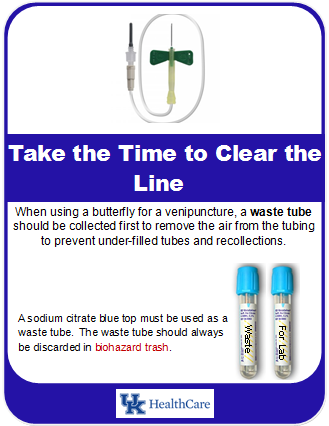 Take the Time to Clear the
Line
When using a butterfly for a venipuncture, a waste tube
should be collected first to remove the air from the tubing
to prevent under-filled tubes and recollections.
A sodium citrate blue top must be used as a
waste tube.  The waste tube should always
be discarded in biohazard trash.
Waste
For Lab
UK HealthCare